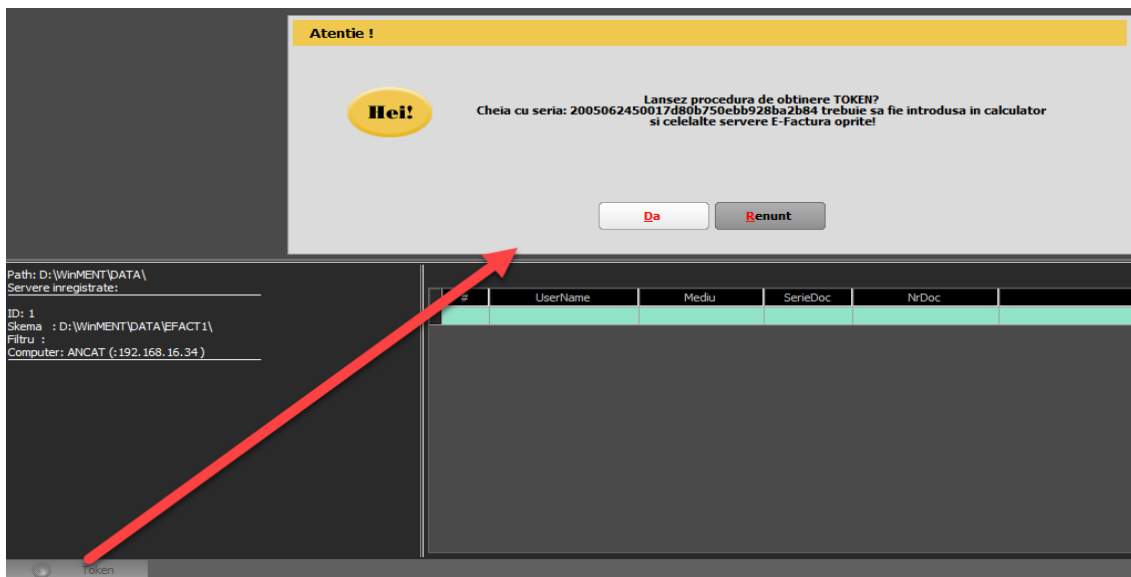 Atentie !
Hei!
Lansez procedura de obtinere TOKEN?
Cheia cu seria: 2005062450017d80b750ebb928ba2b84 trebuie sa fie introdusa in calculator
si celelalte servere E-Factura oprite!
Da
Renunt
Path: D:\WinMENT\DATA\
Servere inregistrate:
ID: 1
Skema : D:\WinMENT\DATA\EFACT1\
Filtru :
Computer: ANCAT (:192.168.16.34 )
# UserName Mediu SerieDoc NrDoc
Token